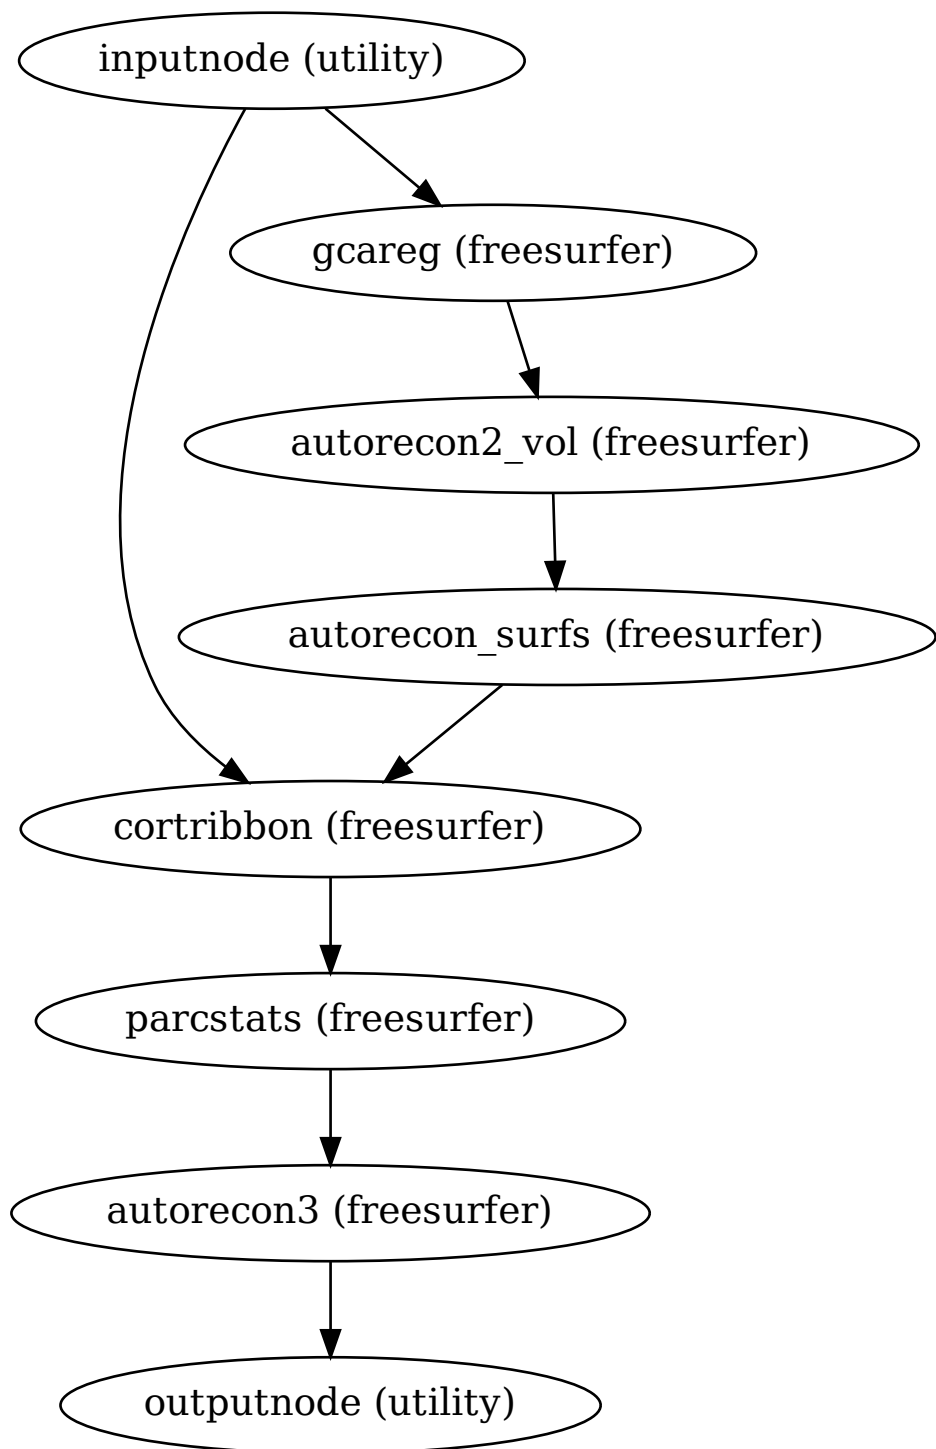 inputnode (utility)
gcareg (freesurfer)
autorecon2_vol (freesurfer)
autorecon_surfs (freesurfer)
cortribbon (freesurfer)
parcstats (freesurfer)
autorecon3 (freesurfer)
outputnode (utility)